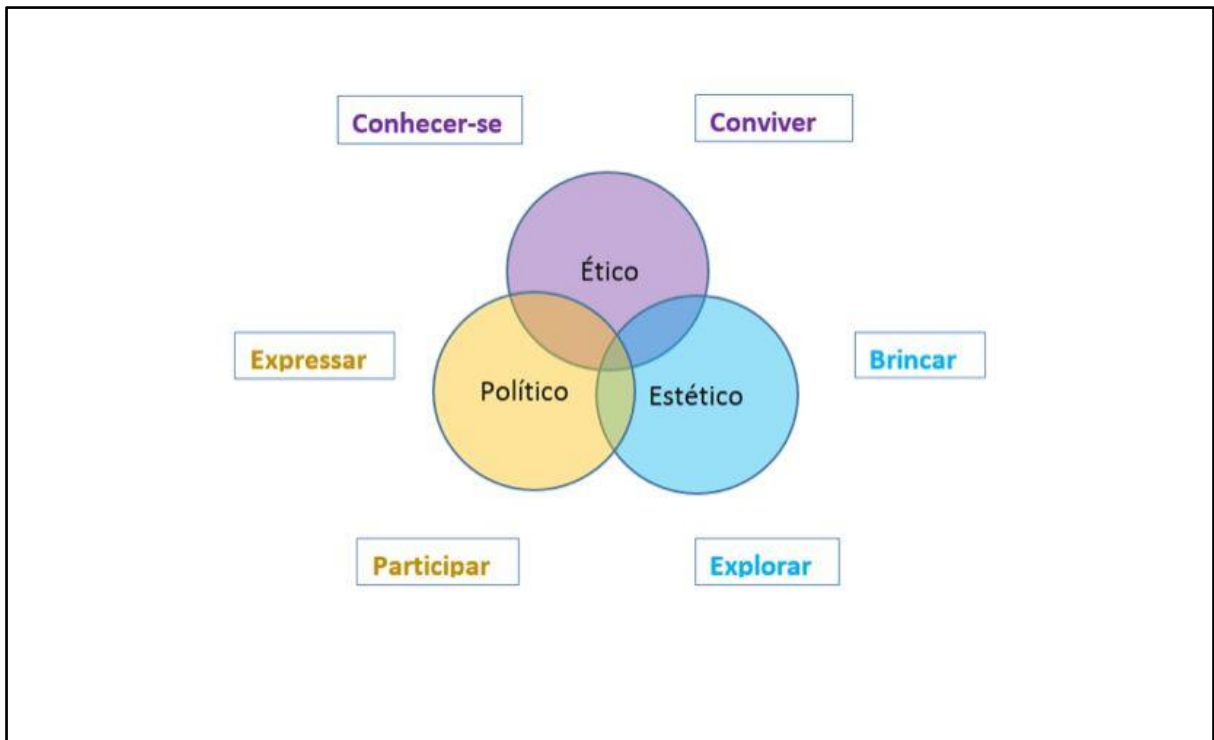 Conhecer-se
Conviver
Ético
Expressar
Brincar
Político
Estético
Participar
Explorar